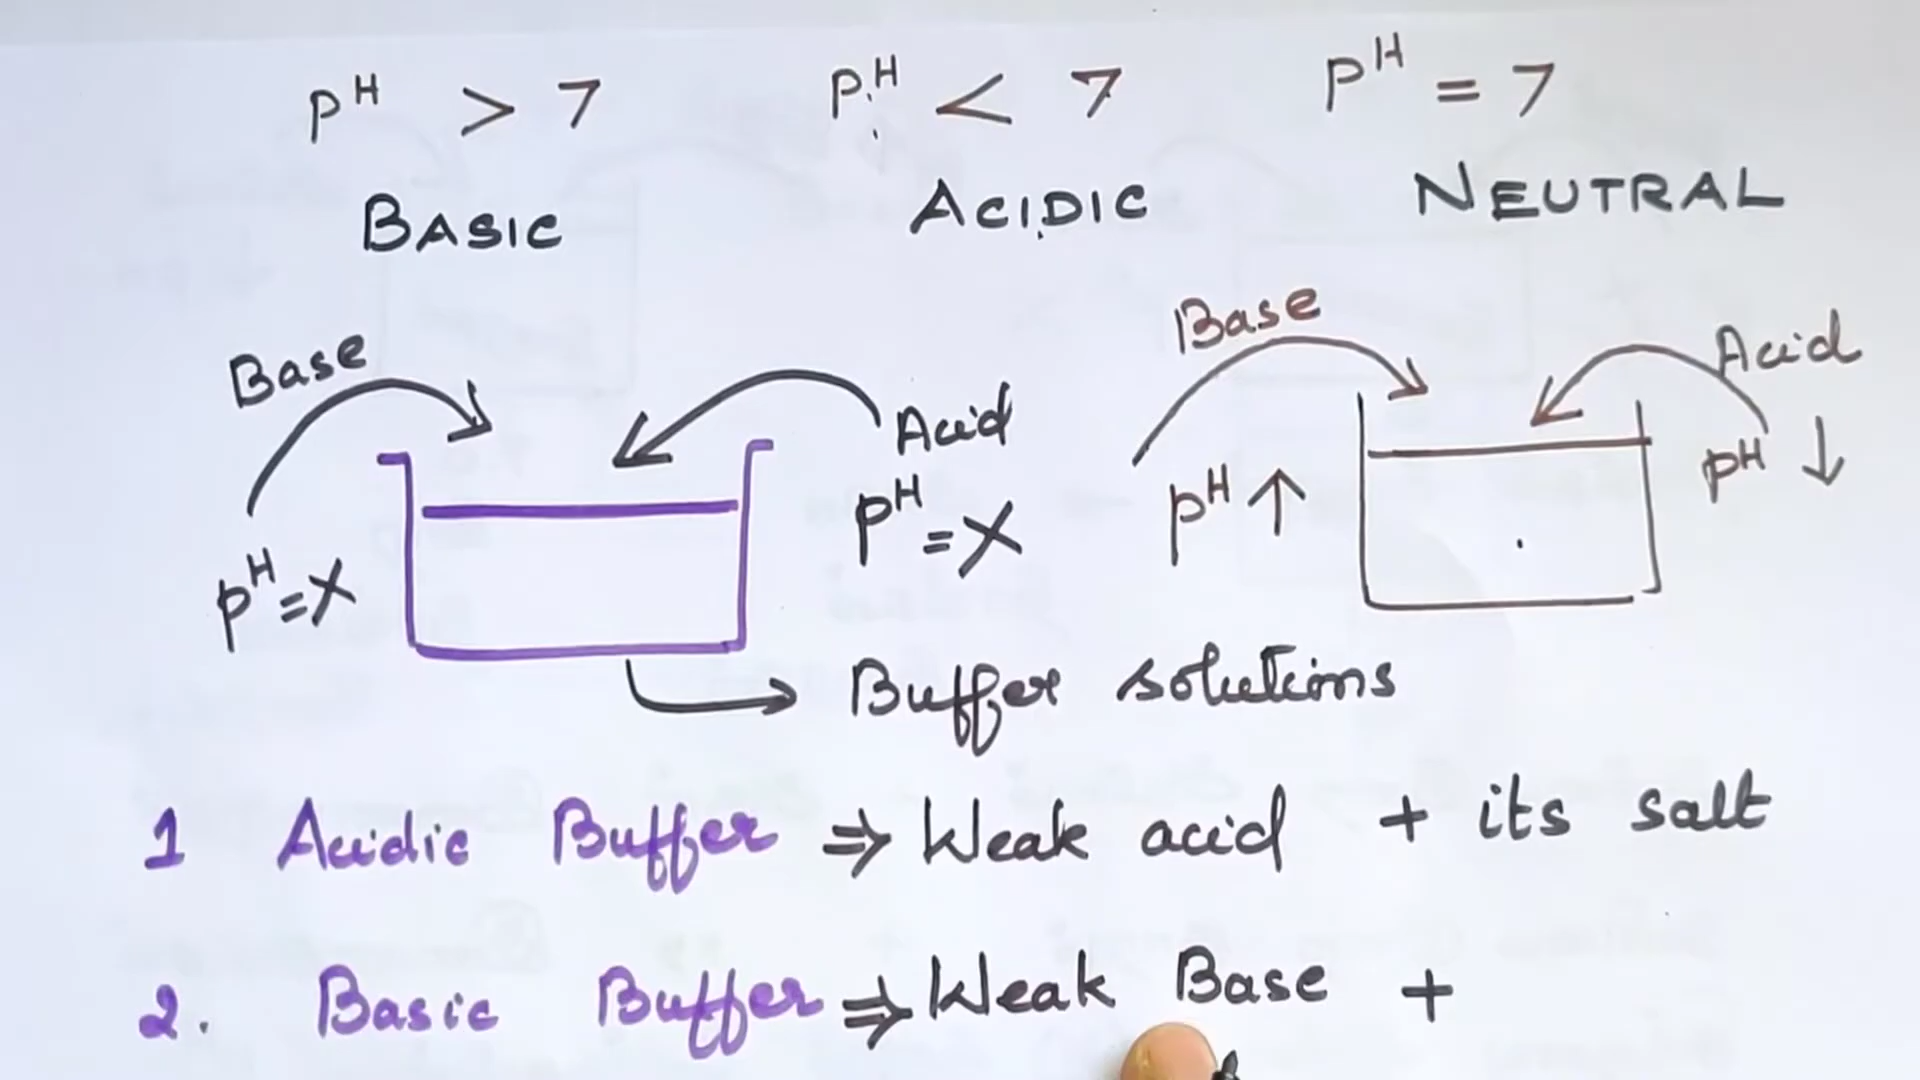 pH > 7
BASIC
pH < 7
ACIDIC
pH = 7
NEUTRAL
Base
pH = X
Acid
pH = X
Base
pH ↑
Acid
pH ↓
Buffer solutions
1 Acidic Buffer ⇒ Weak acid + its salt
2. Basic Buffer ⇒ Weak Base +